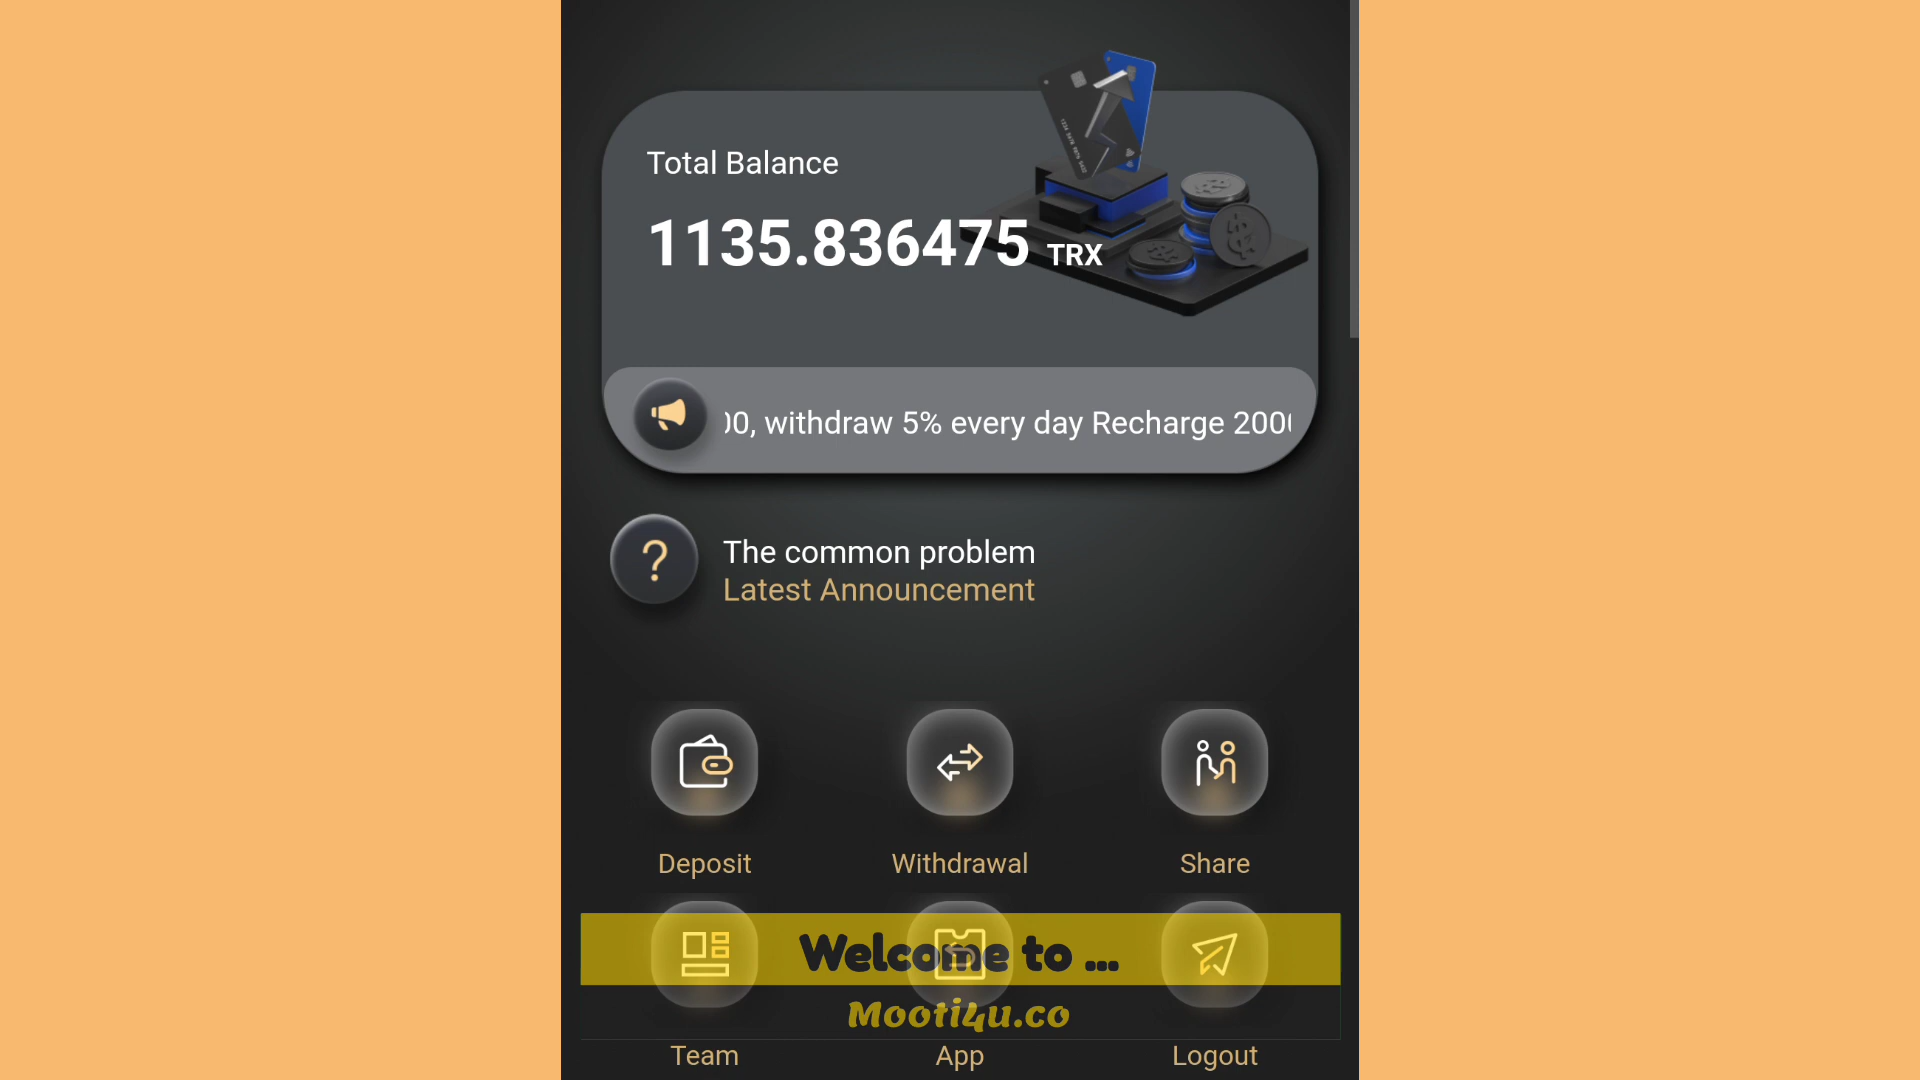 Total Balance
1135.836475 TRX
00, withdraw 5% every day Recharge 200
The common problem
Latest Announcement
Deposit
Withdrawal
Share
Welcome to ...
Mooti4u.co
Team
App
Logout